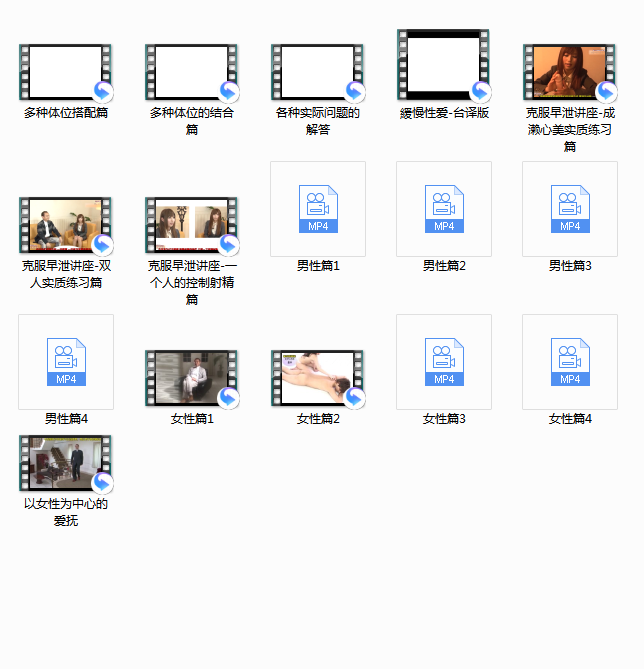 多种体位搭配篇
多种体位的结合
篇
各种实际问题的
解答
緩慢性爱-台译版
克服早泄讲座-成
濑心美实质练习
篇
克服早泄讲座-双
人实质练习篇
克服早泄讲座-一
个人的控制射精
篇
MP4
男性篇1
MP4
男性篇2
MP4
男性篇3
MP4
男性篇4
女性篇1
女性篇2
MP4
女性篇3
MP4
女性篇4
以女性为中心的
爱抚